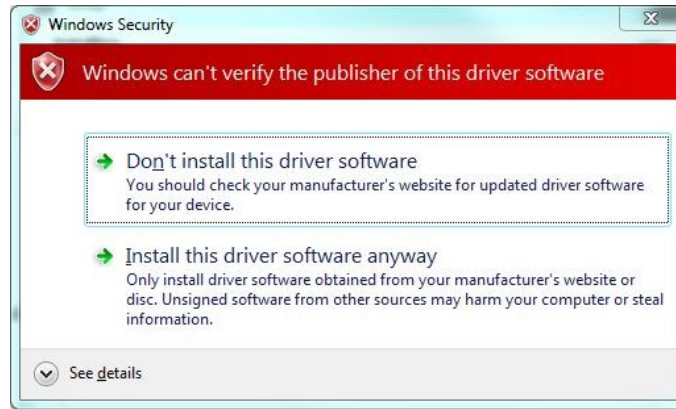 Windows Security
Windows can't verify the publisher of this driver software
Don't install this driver software
You should check your manufacturer's website for updated driver software
for your device.
Install this driver software anyway
Only install driver software obtained from your manufacturer's website or
disc. Unsigned software from other sources may harm your computer or steal
information.
See details